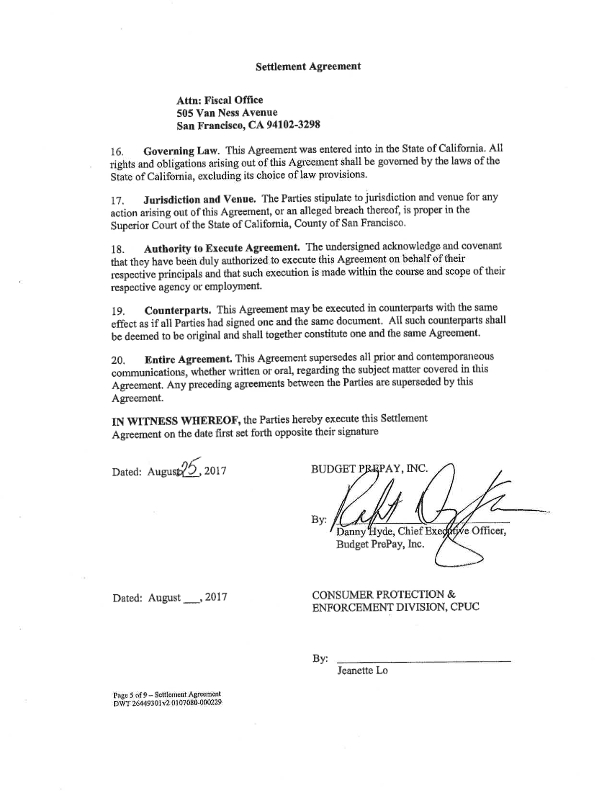 Settlement Agreement
Attn: Fiscal Office
505 Van Ness Avenue
San Francisco, CA 94102-3298
16. Governing Law. This Agreement was entered into in the State of California. All
rights and obligations arising out of this Agreement shall be governed by the laws of the
State of California, excluding its choice of law provisions.
17. Jurisdiction and Venue. The Parties stipulate to jurisdiction and venue for any
action arising out of this Agreement, or an alleged breach thereof, is proper in the
Superior Court of the State of California, County of San Francisco.
18. Authority to Execute Agreement. The undersigned acknowledge and covenant
that they have been duly authorized to execute this Agreement on behalf of their
respective principals and that such execution is made within the course and scope of their
respective agency or employment.
19. Counterparts. This Agreement may be executed in counterparts with the same
effect as if all Parties had signed one and the same document. All such counterparts shall
be deemed to be original and shall together constitute one and the same Agreement.
20. Entire Agreement. This Agreement supersedes all prior and contemporaneous
communications, whether written or oral, regarding the subject matter covered in this
Agreement. Any preceding agreements between the Parties are superseded by this
Agreement.
IN WITNESS WHEREOF, the Parties hereby execute this Settlement
Agreement on the date first set forth opposite their signature
Dated: August 25, 2017
BUDGET PREPAY, INC.
By:
Danny Hyde, Chief Executive Officer,
Budget PrePay, Inc.
Dated: August ___, 2017
CONSUMER PROTECTION &
ENFORCEMENT DIVISION, CPUC
By:
Jeanette Lo
Page 5 of 9 – Settlement Agreement
DWT 26449301v2 0107080-000229